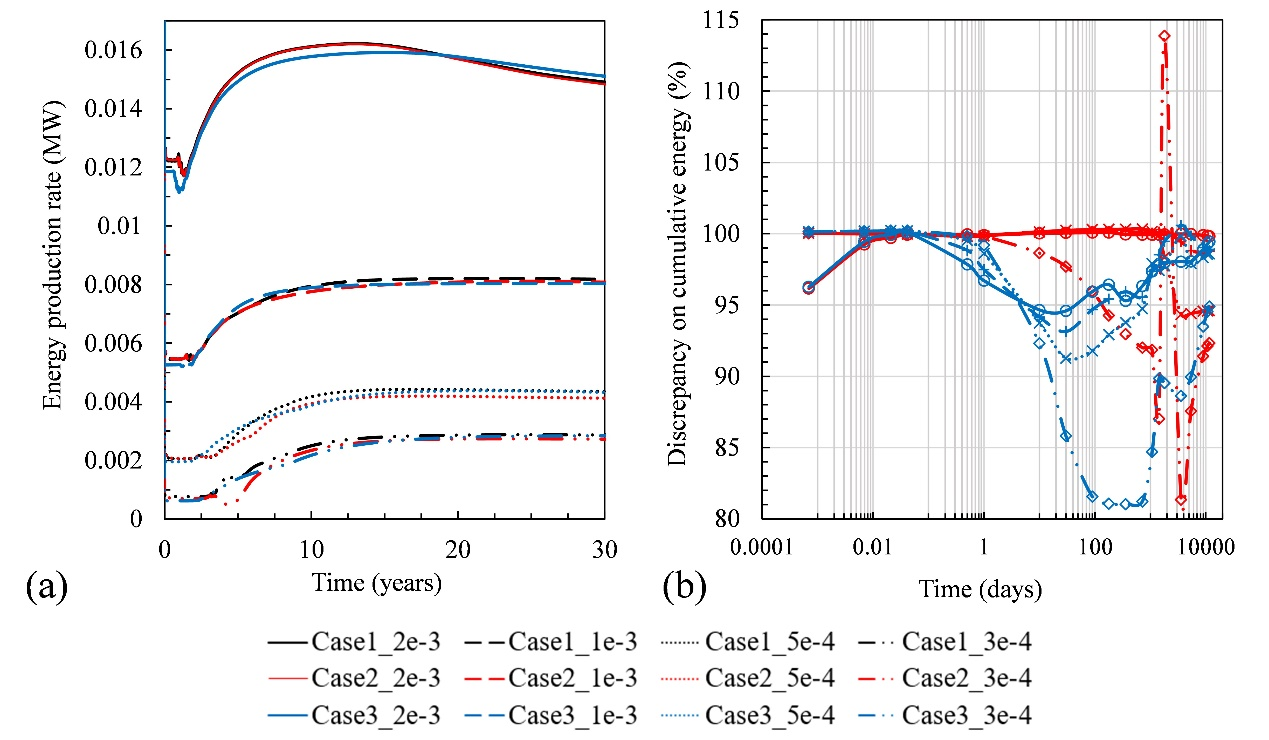 Energy production rate (MW)
0.016
0.014
0.012
0.01
0.008
0.006
0.004
0.002
0
0 10 20 30
Time (years)
(a)
Discrepancy on cumulative energy (%)
115
110
105
100
95
90
85
80
0.0001 0.01 1 100 10000
Time (days)
(b)
Case1_2e-3 Case1_1e-3 Case1_5e-4 Case1_3e-4
Case2_2e-3 Case2_1e-3 Case2_5e-4 Case2_3e-4
Case3_2e-3 Case3_1e-3 Case3_5e-4 Case3_3e-4